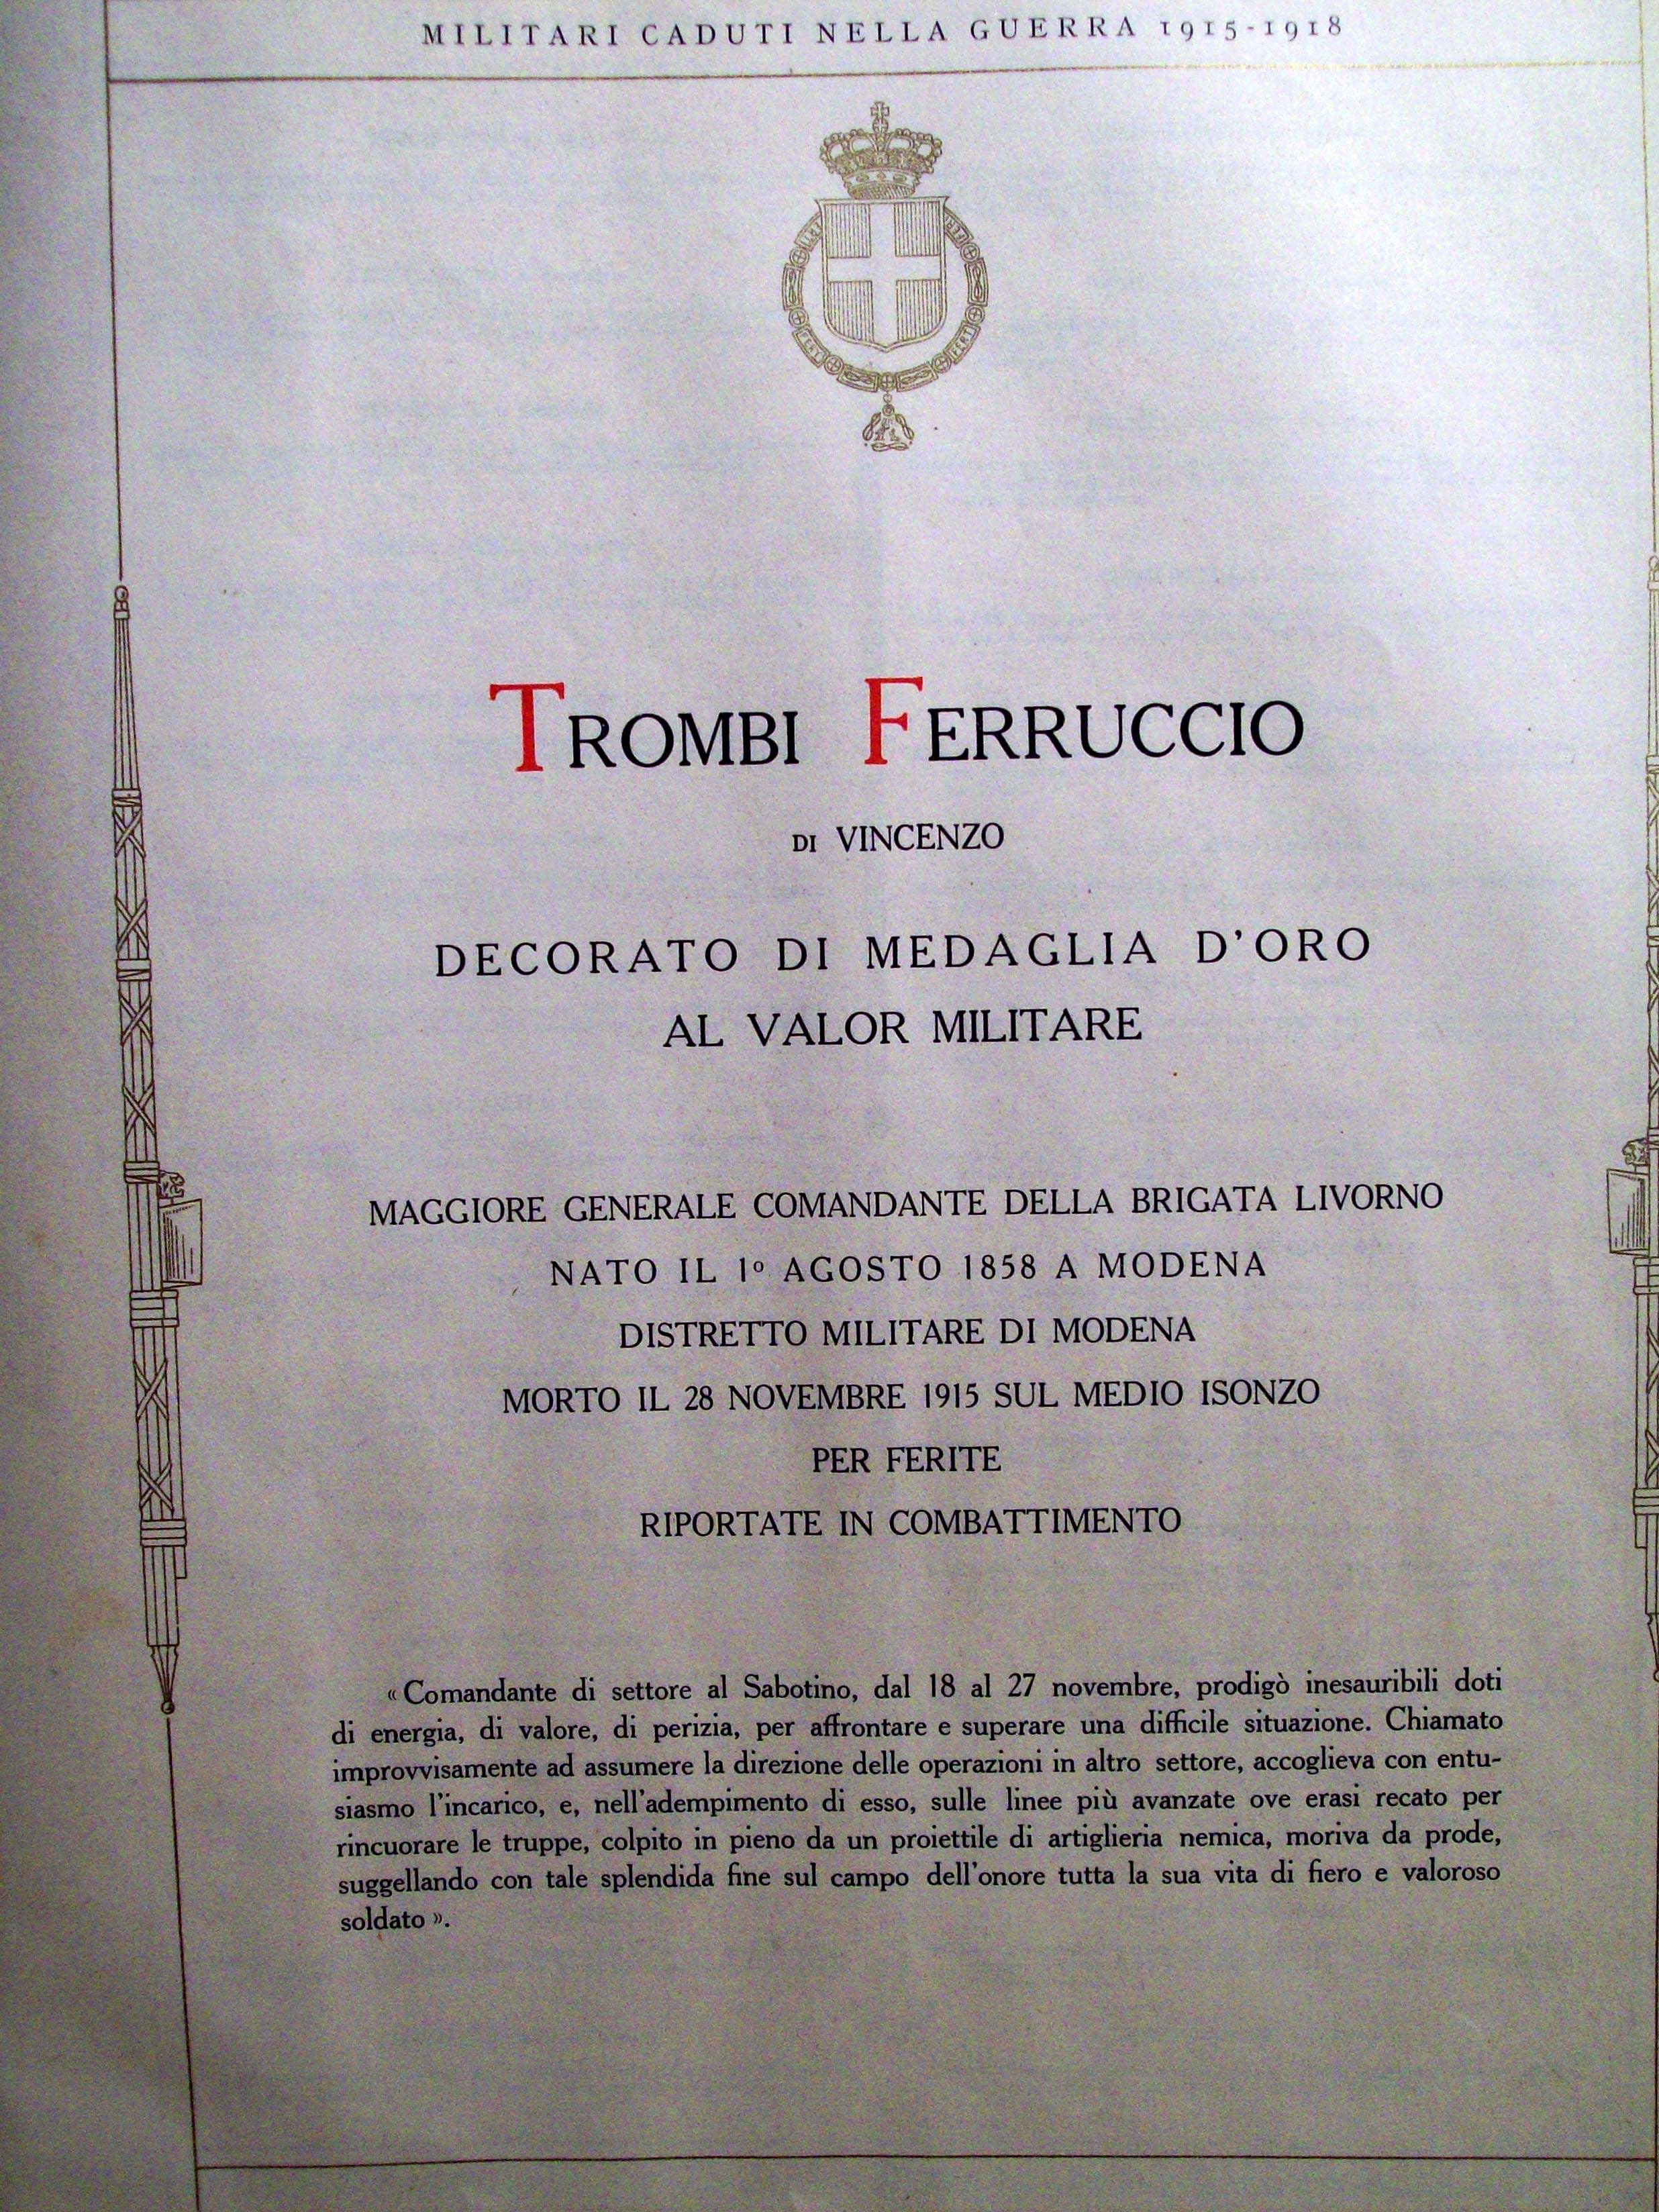 MILITARI CADUTI NELLA GUERRA 1915-1918
TROMBI FERRUCCIO
DI VINCENZO
DECORATO DI MEDAGLIA D'ORO
AL VALOR MILITARE
MAGGIORE GENERALE COMANDANTE DELLA BRIGATA LIVORNO
NATO IL 1º AGOSTO 1858 A MODENA
DISTRETTO MILITARE DI MODENA
MORTO IL 28 NOVEMBRE 1915 SUL MEDIO ISONZO
PER FERITE
RIPORTATE IN COMBATTIMENTO
«Comandante di settore al Sabotino, dal 18 al 27 novembre, prodigò inesauribili doti
di energia, di valore, di perizia, per affrontare e superare una difficile situazione. Chiamato
improvvisamente ad assumere la direzione delle operazioni in altro settore, accoglieva con entu-
siasmo l'incarico, e, nell'adempimento di esso, sulle linee più avanzate ove erasi recato per
rincuorare le truppe, colpito in pieno da un proiettile di artiglieria nemica, moriva da prode,
suggellando con tale splendida fine sul campo dell'onore tutta la sua vita di fiero e valoroso
soldato».